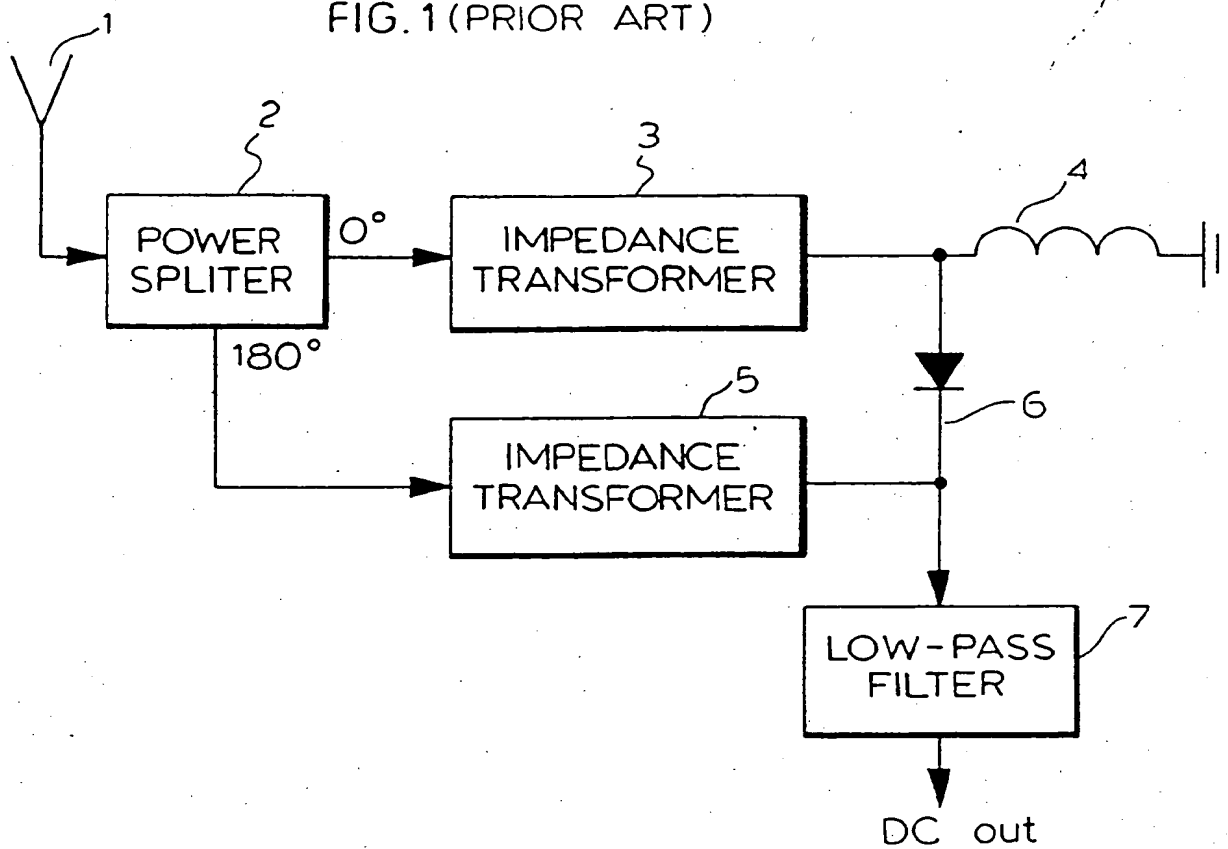 FIG. 1 (PRIOR ART)
1
2
3
4
POWER
SPLITER
0°
IMPEDANCE
TRANSFORMER
180°
5
6
IMPEDANCE
TRANSFORMER
7
LOW-PASS
FILTER
DC out